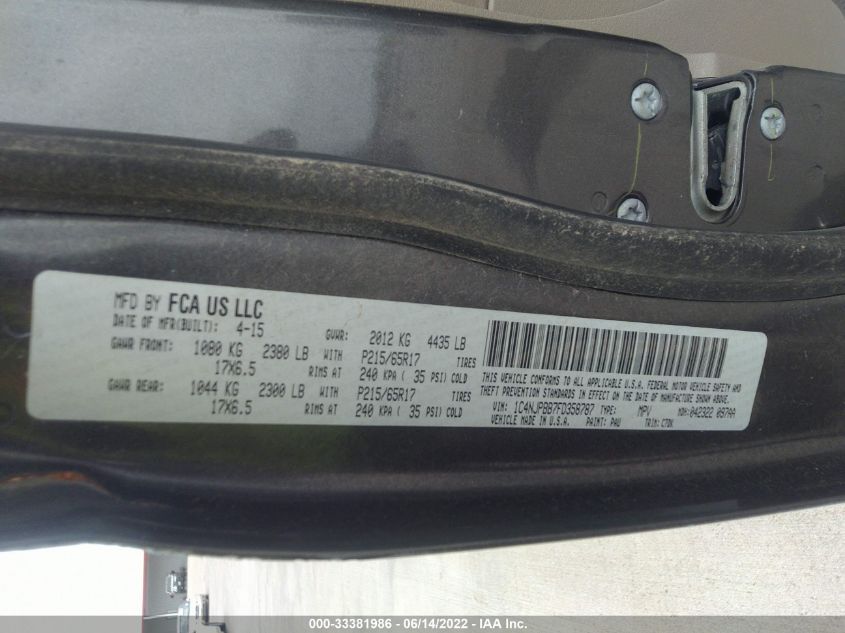 MFD BY FCA US LLC
DATE OF MFR(BUILT): 4-15 GVWR: 2012 KG 4435 LB
GAWR FRONT: 1080 KG 2380 LB WITH P215/65R17 TIRES
17X6.5 RIMS AT 240 KPA ( 35 PSI) COLD
GAWR REAR: 1044 KG 2300 LB WITH P215/65R17 TIRES
17X6.5 RIMS AT 240 KPA ( 35 PSI) COLD
THIS VEHICLE CONFORMS TO ALL APPLICABLE U.S.A. FEDERAL MOTOR VEHICLE SAFETY AND
THEFT PREVENTION STANDARDS IN EFFECT ON THE DATE OF MANUFACTURE SHOWN ABOVE.
VIN: 1C4NJPBB7FD358787 TYPE: MPV MDH: 042322 097AA
VEHICLE MADE IN U.S.A. PAINT: PAU TRIM: C7DK
000-33381986 - 06/14/2022 - IAA Inc.